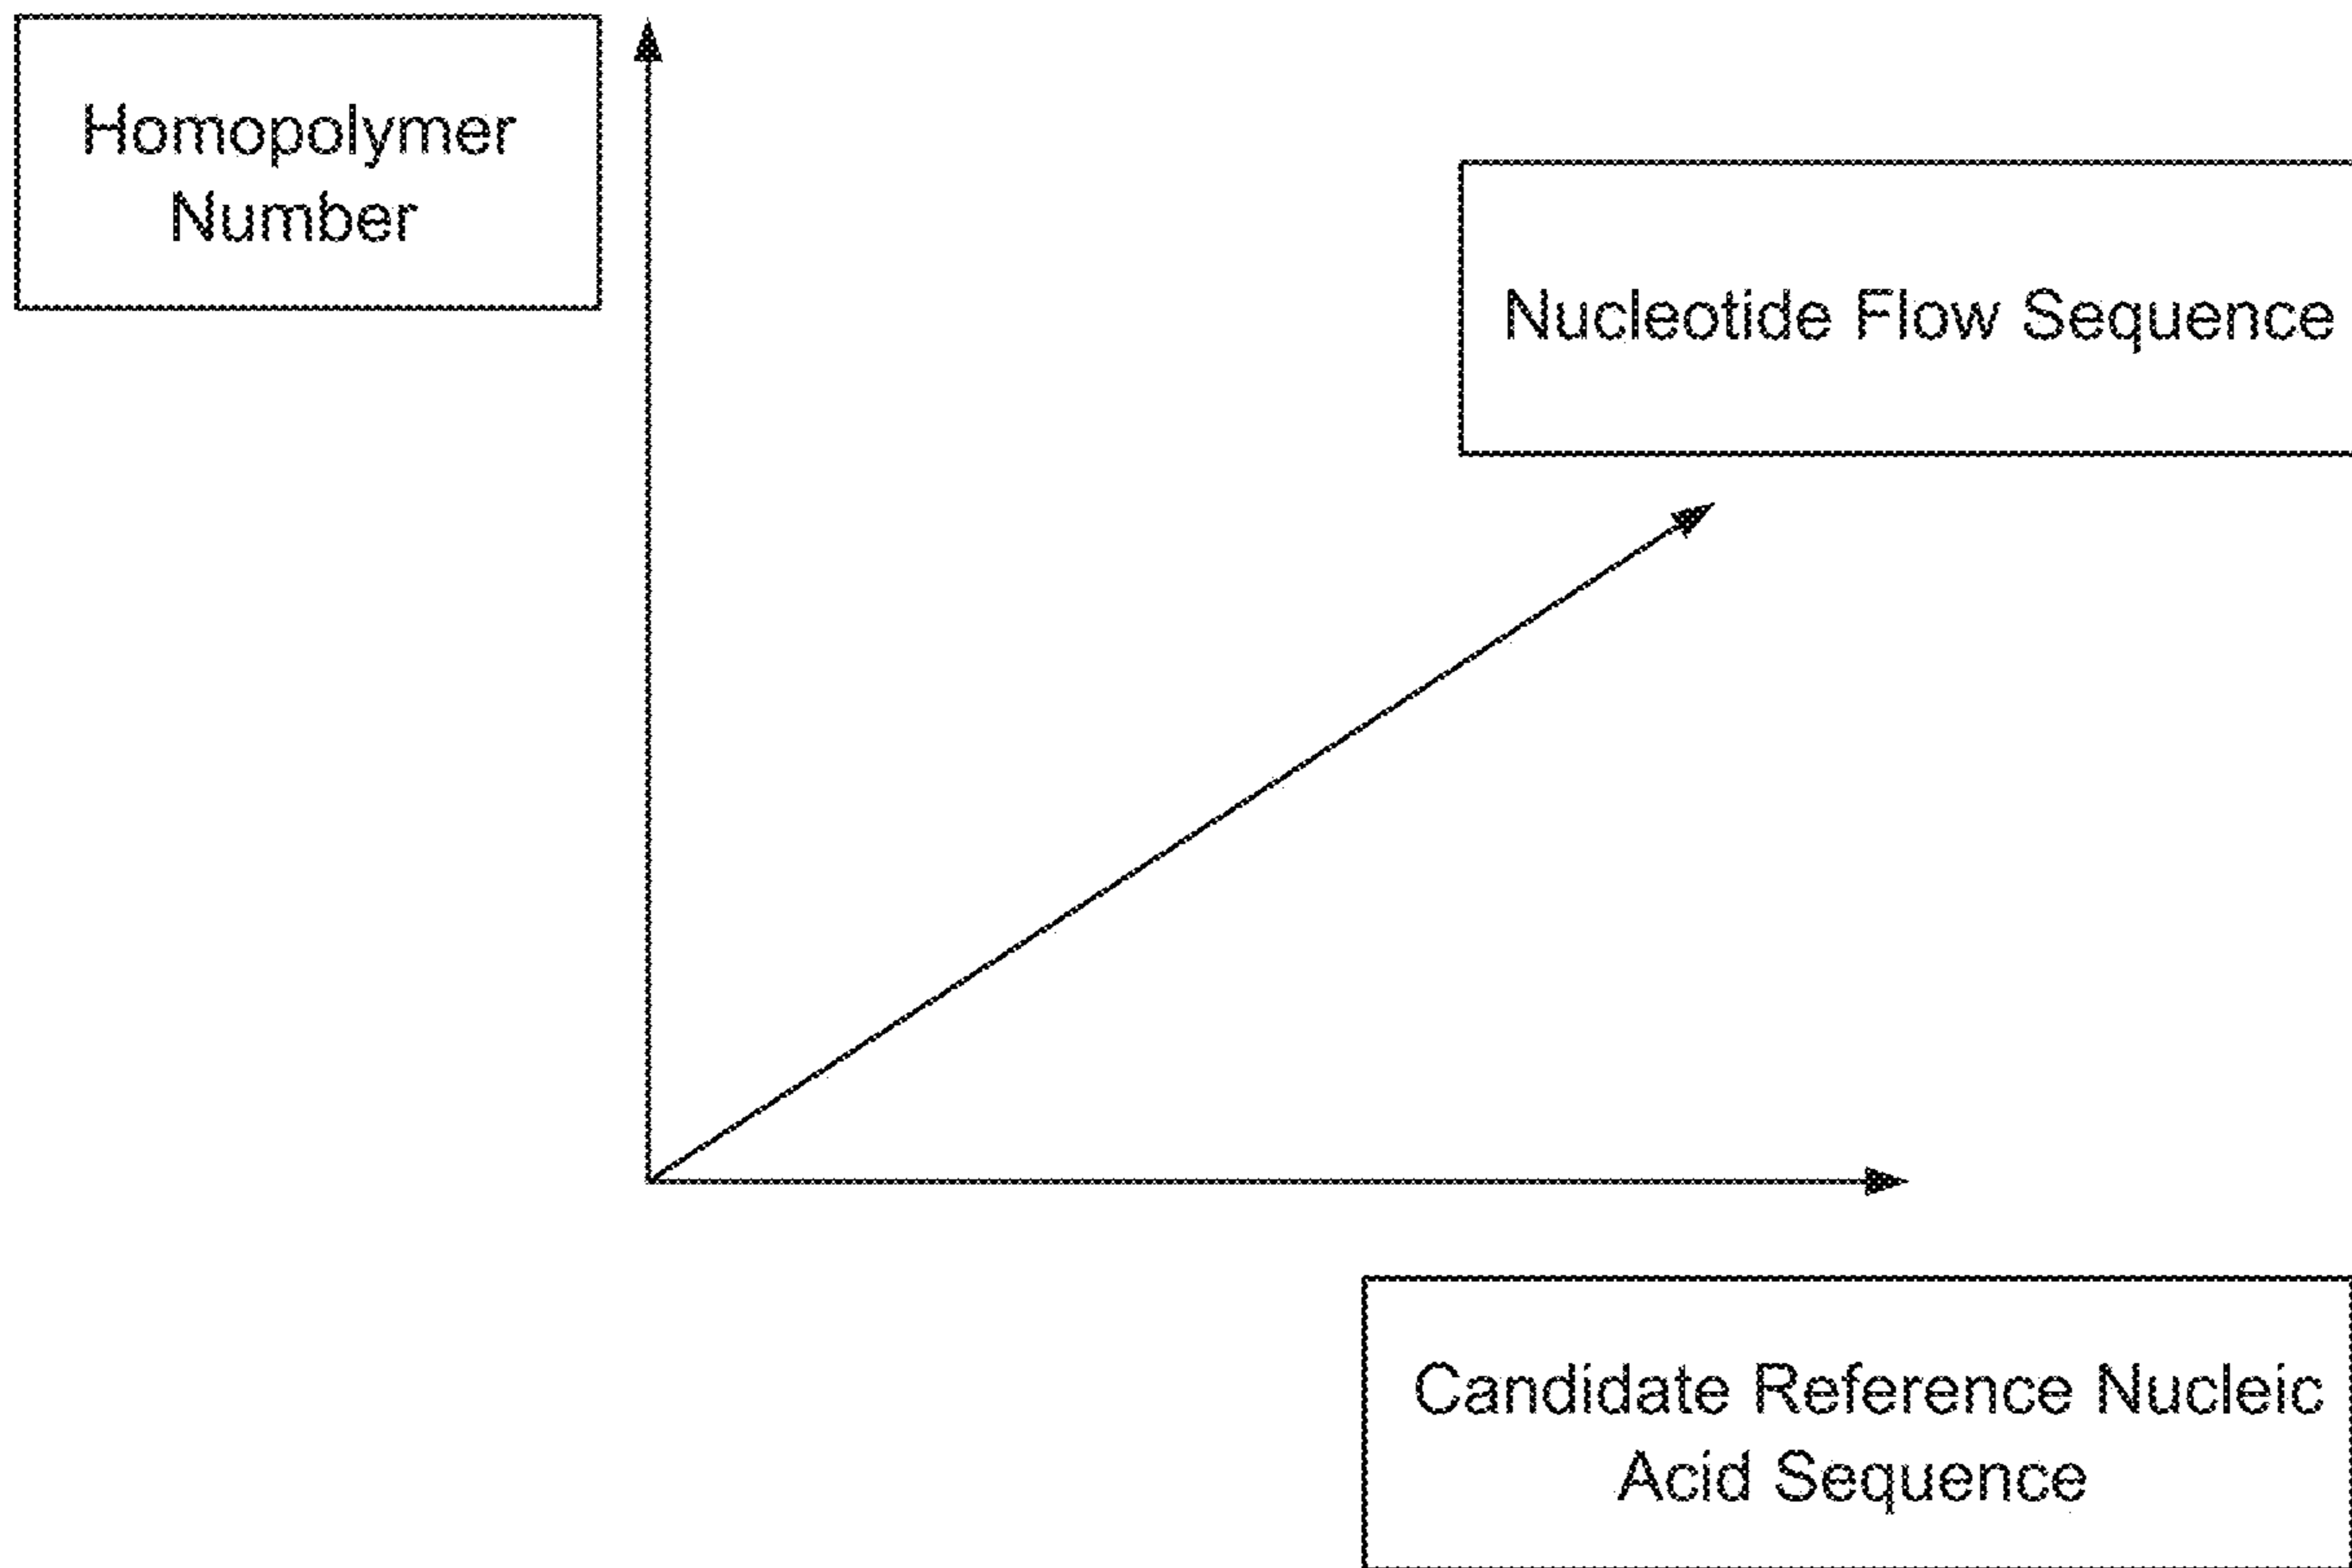 Homopolymer
Number
Nucleotide Flow Sequence
Candidate Reference Nucleic
Acid Sequence